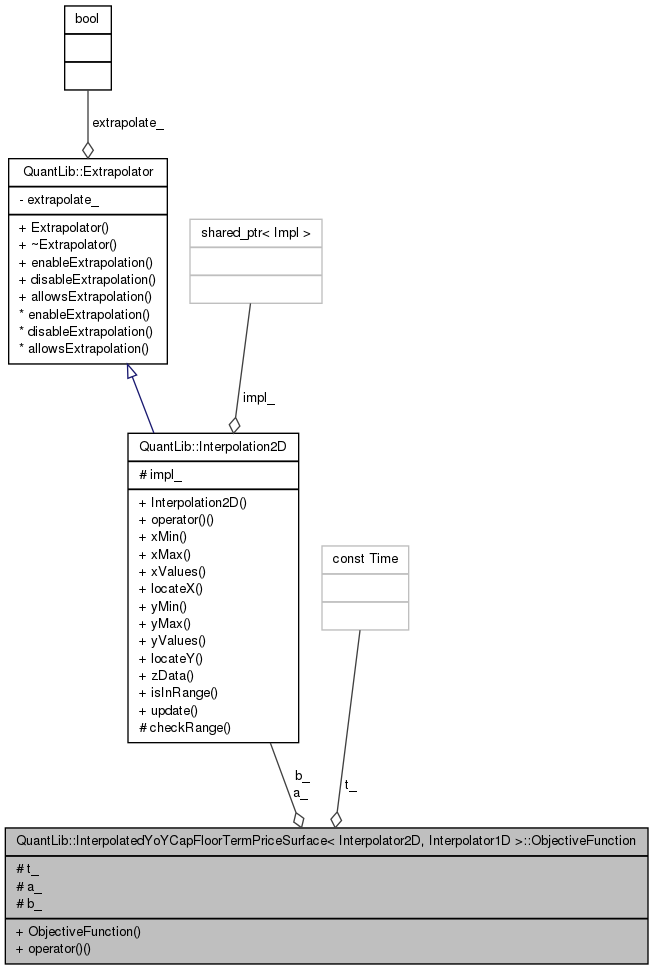 bool
extrapolate_
QuantLib::Extrapolator
- extrapolate_
+ Extrapolator()
+ ~Extrapolator()
+ enableExtrapolation()
+ disableExtrapolation()
+ allowsExtrapolation()
* enableExtrapolation()
* disableExtrapolation()
* allowsExtrapolation()
shared_ptr< Impl >
impl_
QuantLib::Interpolation2D
# impl_
+ Interpolation2D()
+ operator()()
+ xMin()
+ xMax()
+ xValues()
+ locateX()
+ yMin()
+ yMax()
+ yValues()
+ locateY()
+ zData()
+ isInRange()
+ update()
# checkRange()
const Time
b_
a_
t_
QuantLib::InterpolatedYoYCapFloorTermPriceSurface< Interpolator2D, Interpolator1D >::ObjectiveFunction
# t_
# a_
# b_
+ ObjectiveFunction()
+ operator()()